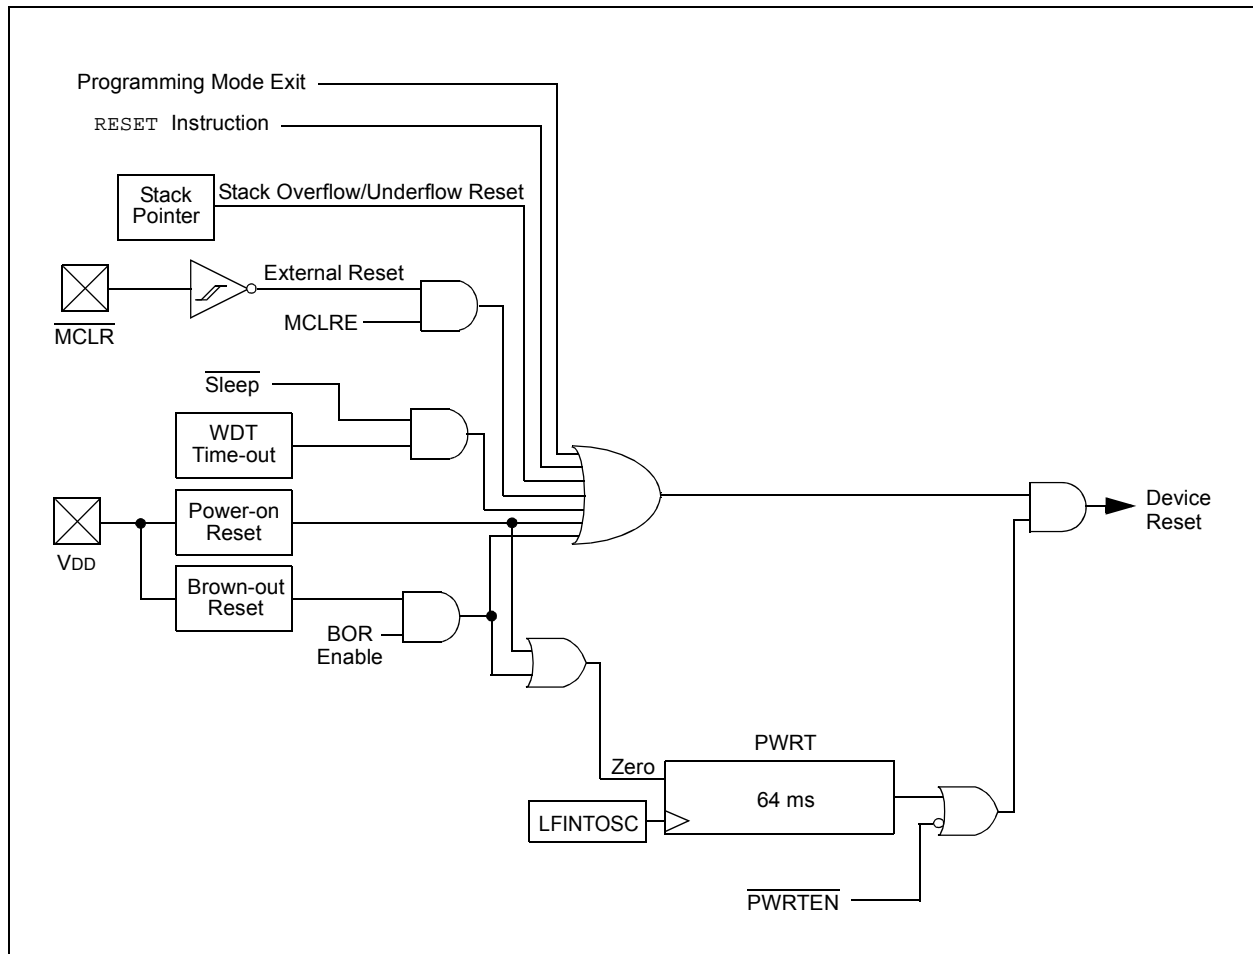 Programming Mode Exit
RESET Instruction
Stack
Pointer
Stack Overflow/Underflow Reset
External Reset
MCLRE
MCLR
Sleep
WDT
Time-out
Power-on
Reset
VDD
Brown-out
Reset
BOR
Enable
Device
Reset
PWRT
Zero
64 ms
LFINTOSC
PWRTEN